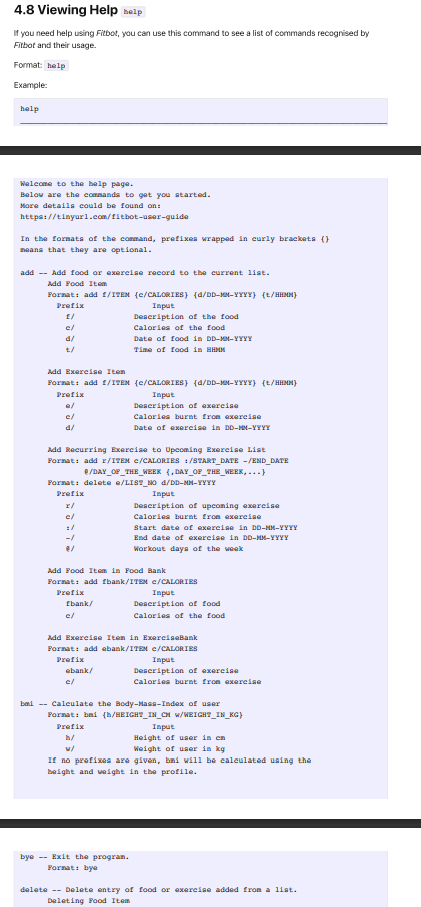 4.8 Viewing Help help
If you need help using Fitbot, you can use this command to see a list of commands recognised by
Fitbot and their usage.
Format: help
Example:
help
Welcome to the help page.
Below are the commands to get you started.
More details could be found on:
https://tinyurl.com/fitbot-user-guide
In the formats of the command, prefixes wrapped in curly brackets {}
means that they are optional.
add -- Add food or exercise record to the current list.
Add Food Item
Format: add f/ITEM {c/CALORIES} {d/DD-MM-YYYY} {t/HHMM}
Prefix Input
f/ Description of the food
c/ Calories of the food
d/ Date of food in DD-MM-YYYY
t/ Time of food in HHMM
Add Exercise Item
Format: add f/ITEM {c/CALORIES} {d/DD-MM-YYYY} {t/HHMM}
Prefix Input
e/ Description of exercise
c/ Calories burnt from exercise
d/ Date of exercise in DD-MM-YYYY
Add Recurring Exercise to Upcoming Exercise List
Format: add r/ITEM c/CALORIES :/START_DATE -/END_DATE
@/DAY_OF_THE_WEEK {,DAY_OF_THE_WEEK,...}
Format: delete e/LIST_NO d/DD-MM-YYYY
Prefix Input
r/ Description of upcoming exercise
c/ Calories burnt from exercise
:/ Start date of exercise in DD-MM-YYYY
-/ End date of exercise in DD-MM-YYYY
@/ Workout days of the week
Add Food Item in Food Bank
Format: add fbank/ITEM c/CALORIES
Prefix Input
fbank/ Description of food
c/ Calories of the food
Add Exercise Item in ExerciseBank
Format: add ebank/ITEM c/CALORIES
Prefix Input
ebank/ Description of exercise
c/ Calories burnt from exercise
bmi -- Calculate the Body-Mass-Index of user
Format: bmi {h/HEIGHT_IN_CM w/WEIGHT_IN_KG}
Prefix Input
h/ Height of user in cm
w/ Weight of user in kg
If no prefixes are given, bmi will be calculated using the
height and weight in the profile.
bye -- Exit the program.
Format: bye
delete -- Delete entry of food or exercise added from a list.
Deleting Food Item